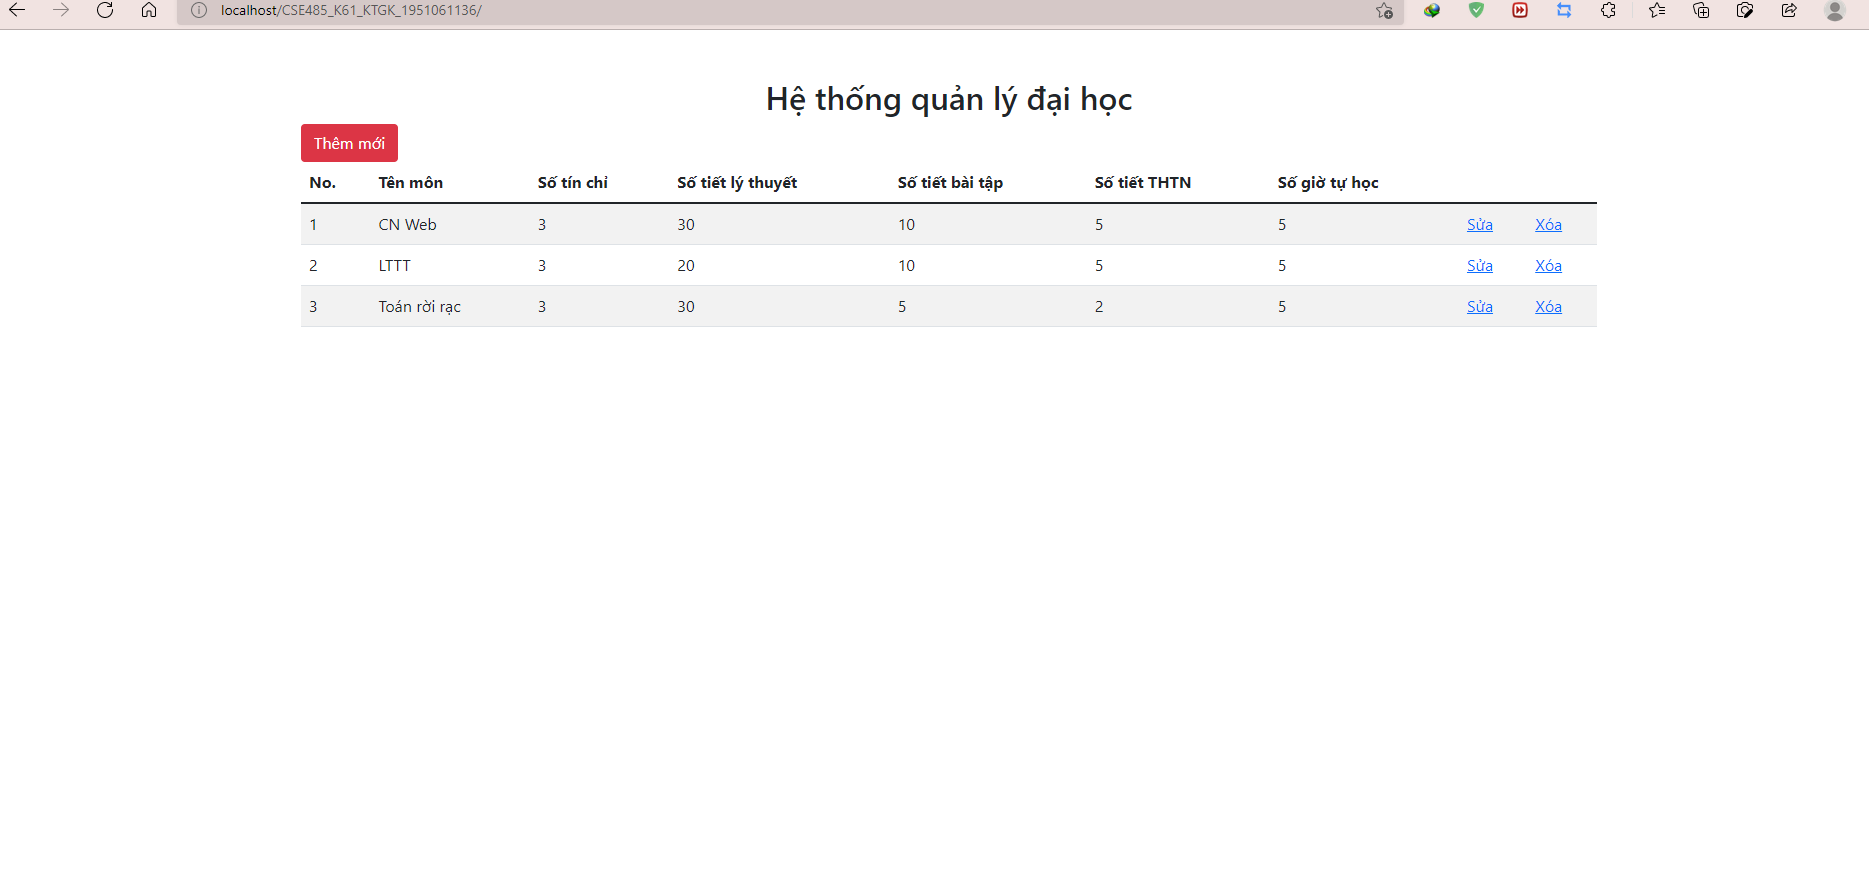 localhost/CSE485_K61_KTGK_1951061136/
Hệ thống quản lý đại học
Thêm mới
No. Tên môn Số tín chỉ Số tiết lý thuyết Số tiết bài tập Số tiết THTN Số giờ tự học
1 CN Web 3 30 10 5 5 Sửa Xóa
2 LTTT 3 20 10 5 5 Sửa Xóa
3 Toán rời rạc 3 30 5 2 5 Sửa Xóa